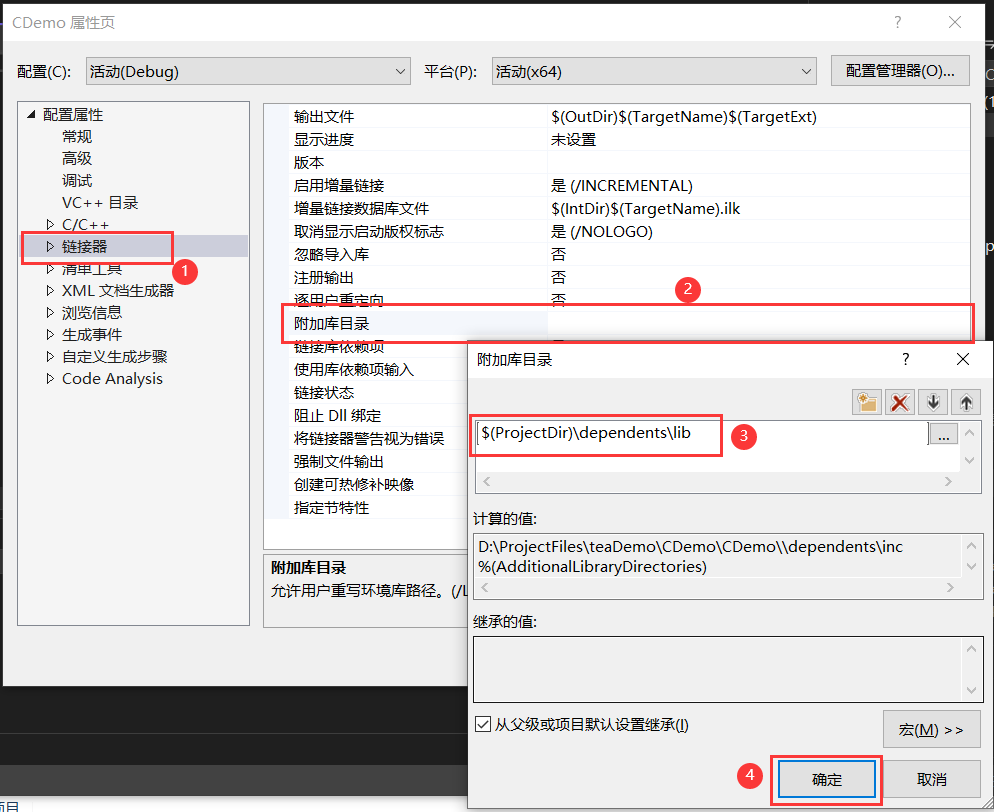 CDemo 属性页
?
配置(C):
活动(Debug)
平台(P):
活动(x64)
配置管理器(O)...
配置属性
常规
高级
调试
VC++ 目录
C/C++
链接器
清单工具
XML 文档生成器
浏览信息
生成事件
自定义生成步骤
Code Analysis
1
输出文件 $(OutDir)$(TargetName)$(TargetExt)
显示进度 未设置
版本
启用增量链接 是 (/INCREMENTAL)
增量链接数据库文件 $(IntDir)$(TargetName).ilk
取消显示启动版权标志 是 (/NOLOGO)
忽略导入库 否
注册输出 否
逐用户重定向 否
2
附加库目录
链接库依赖项
使用库依赖项输入
链接状态
阻止 Dll 绑定
将链接器警告视为错误
强制文件输出
创建可热修补映像
指定节特性
附加库目录
允许用户重写环境库路径。(/L
附加库目录
?
$(ProjectDir)\dependents\lib
...
3
计算的值:
D:\ProjectFiles\teaDemo\CDemo\CDemo\\dependents\inc
%(AdditionalLibraryDirectories)
继承的值:
从父级或项目默认设置继承(I)
宏(M) >>
4
确定
取消